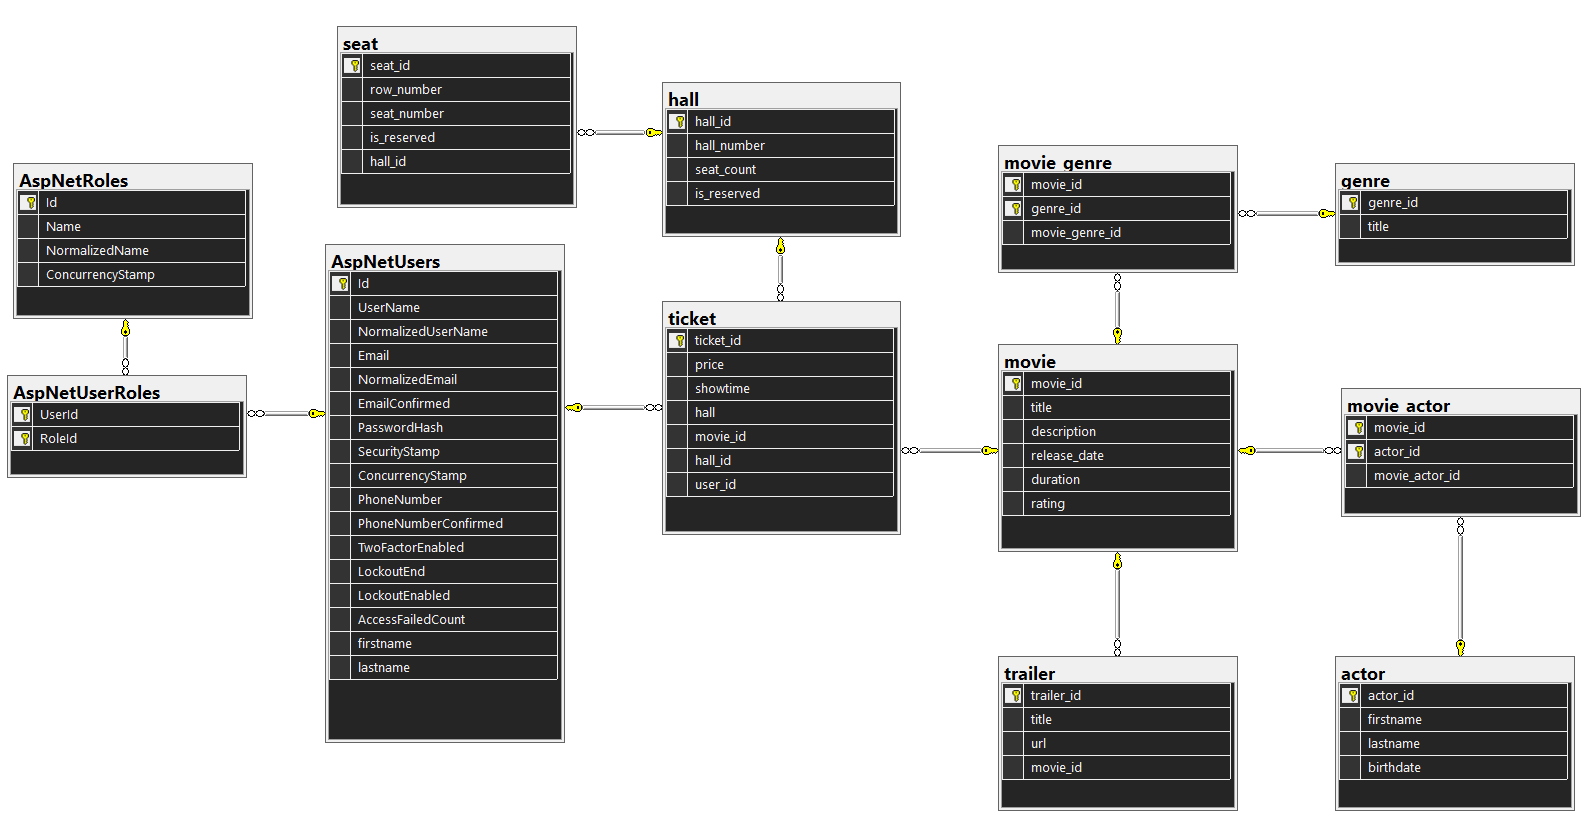 seat
seat_id
row_number
seat_number
is_reserved
hall_id
hall
hall_id
hall_number
seat_count
is_reserved
AspNetRoles
Id
Name
NormalizedName
ConcurrencyStamp
AspNetUserRoles
UserId
RoleId
AspNetUsers
Id
UserName
NormalizedUserName
Email
NormalizedEmail
EmailConfirmed
PasswordHash
SecurityStamp
ConcurrencyStamp
PhoneNumber
PhoneNumberConfirmed
TwoFactorEnabled
LockoutEnd
LockoutEnabled
AccessFailedCount
firstname
lastname
ticket
ticket_id
price
showtime
hall
movie_id
hall_id
user_id
movie_genre
movie_id
genre_id
movie_genre_id
genre
genre_id
title
movie
movie_id
title
description
release_date
duration
rating
movie_actor
movie_id
actor_id
movie_actor_id
trailer
trailer_id
title
url
movie_id
actor
actor_id
firstname
lastname
birthdate